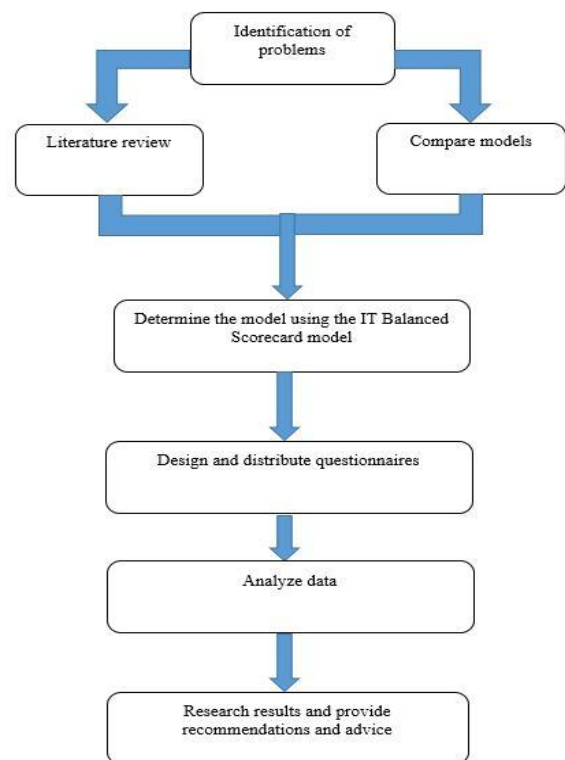 Identification of
problems
Literature review
Compare models
Determine the model using the IT Balanced
Scorecard model
Design and distribute questionnaires
Analyze data
Research results and provide
recommendations and advice